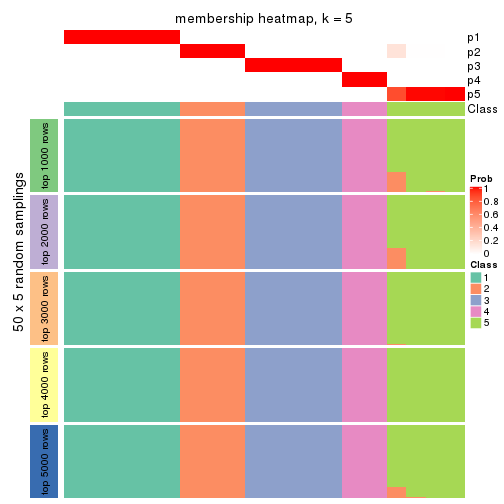 membership heatmap, k = 5
p1
p2
p3
p4
p5
Class
50 x 5 random samplings
top 1000 rows
top 2000 rows
top 3000 rows
top 4000 rows
top 5000 rows
Prob
1
0.8
0.6
0.4
0.2
0
Class
1
2
3
4
5